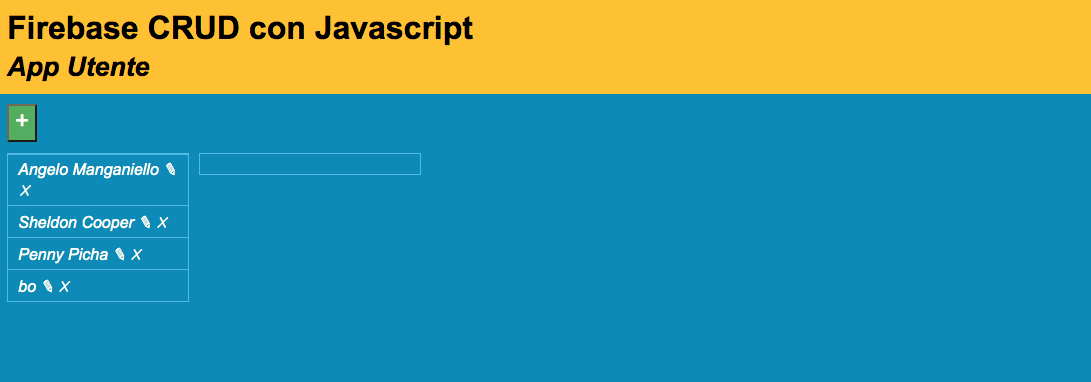 Firebase CRUD con Javascript
App Utente
+
Angelo Manganiello ✎
X
Sheldon Cooper ✎ X
Penny Picha ✎ X
bo ✎ X